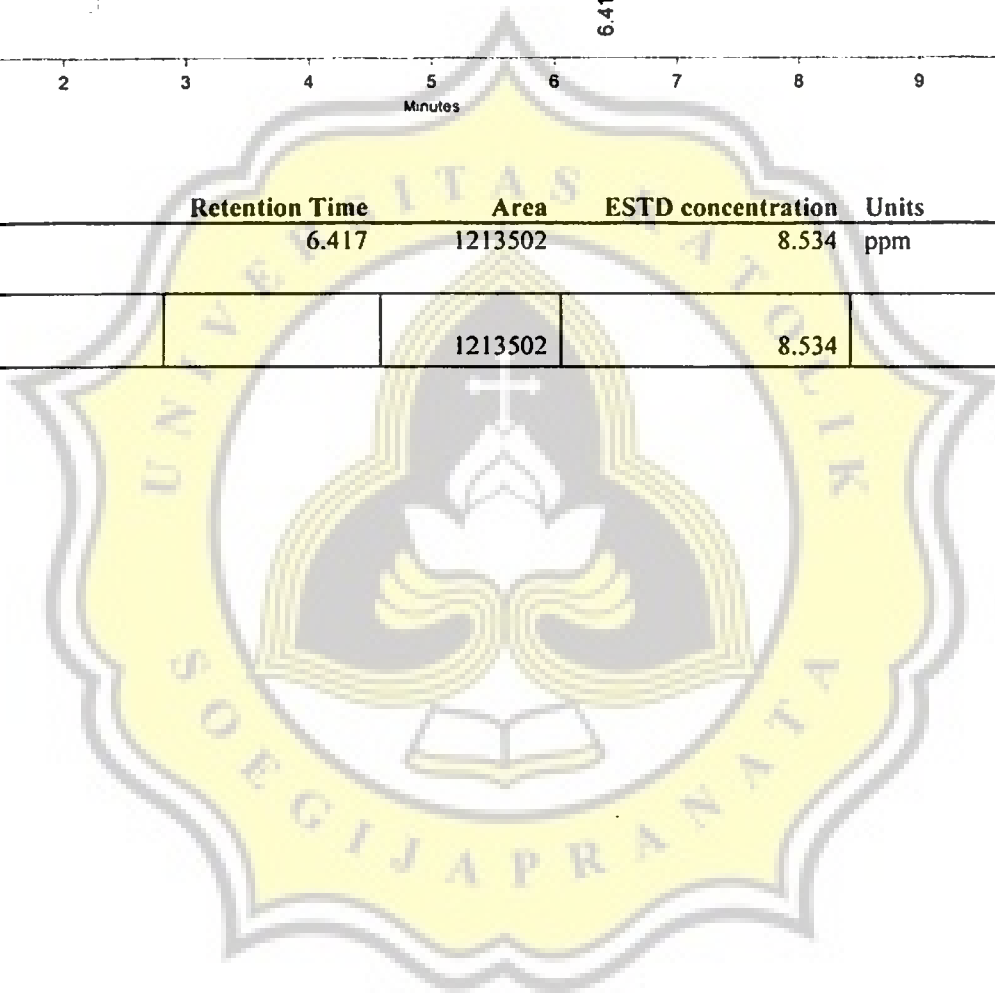 6.41
2 3 4 5 6 7 8 9
Minutes
Retention Time Area ESTD concentration Units
6.417 1213502 8.534 ppm
1213502 8.534
UNIVERSITAS KATOLIK
SOEGIJAPRANATA